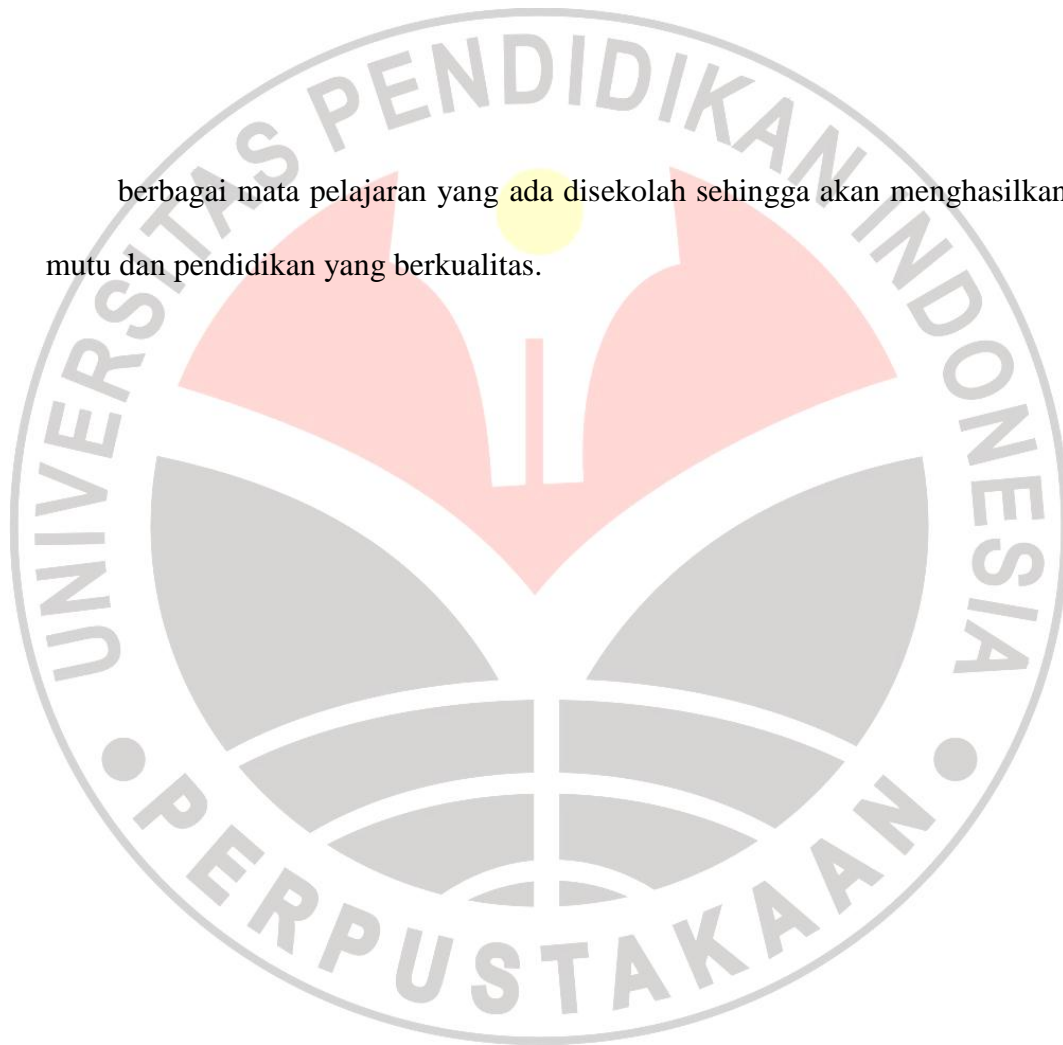 UNIVERSITAS PENDIDIKAN INDONESIA
berbagai mata pelajaran yang ada disekolah sehingga akan menghasilkan
mutu dan pendidikan yang berkualitas.
PERPUSTAKAAN